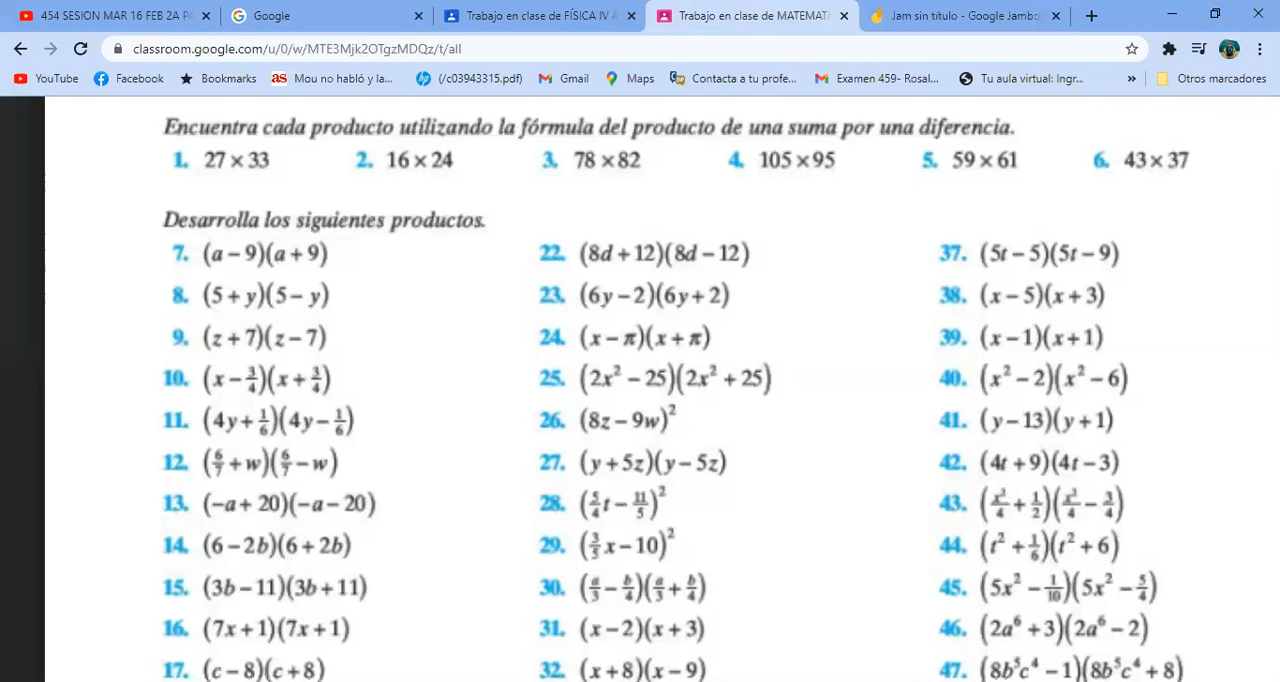 454 SESION MAR 16 FEB 2A P
Google
Trabajo en clase de FÍSICA IV Á
Trabajo en clase de MATEMATI
Jam sin título - Google Jambo
classroom.google.com/u/0/w/MTE3Mjk2OTgzMDQz/t/all
YouTube Facebook Bookmarks as Mou no habló y la... (/c03943315.pdf) Gmail Maps Contacta a tu profe... Examen 459- Rosal... Tu aula virtual: Ingr... » Otros marcadores
Encuentra cada producto utilizando la fórmula del producto de una suma por una diferencia.
1. 27 × 33 2. 16 × 24 3. 78 × 82 4. 105 × 95 5. 59 × 61 6. 43 × 37
Desarrolla los siguientes productos.
7. (a − 9)(a + 9)
8. (5 + y)(5 − y)
9. (z + 7)(z − 7)
10. (x − 3/4)(x + 3/4)
11. (4y + 1/6)(4y − 1/6)
12. (6/7 + w)(6/7 − w)
13. (−a + 20)(−a − 20)
14. (6 − 2b)(6 + 2b)
15. (3b − 11)(3b + 11)
16. (7x + 1)(7x + 1)
17. (c − 8)(c + 8)
22. (8d + 12)(8d − 12)
23. (6y − 2)(6y + 2)
24. (x − π)(x + π)
25. (2x² − 25)(2x² + 25)
26. (8z − 9w)²
27. (y + 5z)(y − 5z)
28. (5/4 t − 11/5)²
29. (3/5 x − 10)²
30. (a/3 − b/4)(a/3 + b/4)
31. (x − 2)(x + 3)
32. (x + 8)(x − 9)
37. (5t − 5)(5t − 9)
38. (x − 5)(x + 3)
39. (x − 1)(x + 1)
40. (x² − 2)(x² − 6)
41. (y − 13)(y + 1)
42. (4t + 9)(4t − 3)
43. (x²/4 + 1/2)(x²/4 − 3/4)
44. (t² + 1/6)(t² + 6)
45. (5x² − 1/10)(5x² − 5/4)
46. (2a⁶ + 3)(2a⁶ − 2)
47. (8b⁵c⁴ − 1)(8b⁵c⁴ + 8)